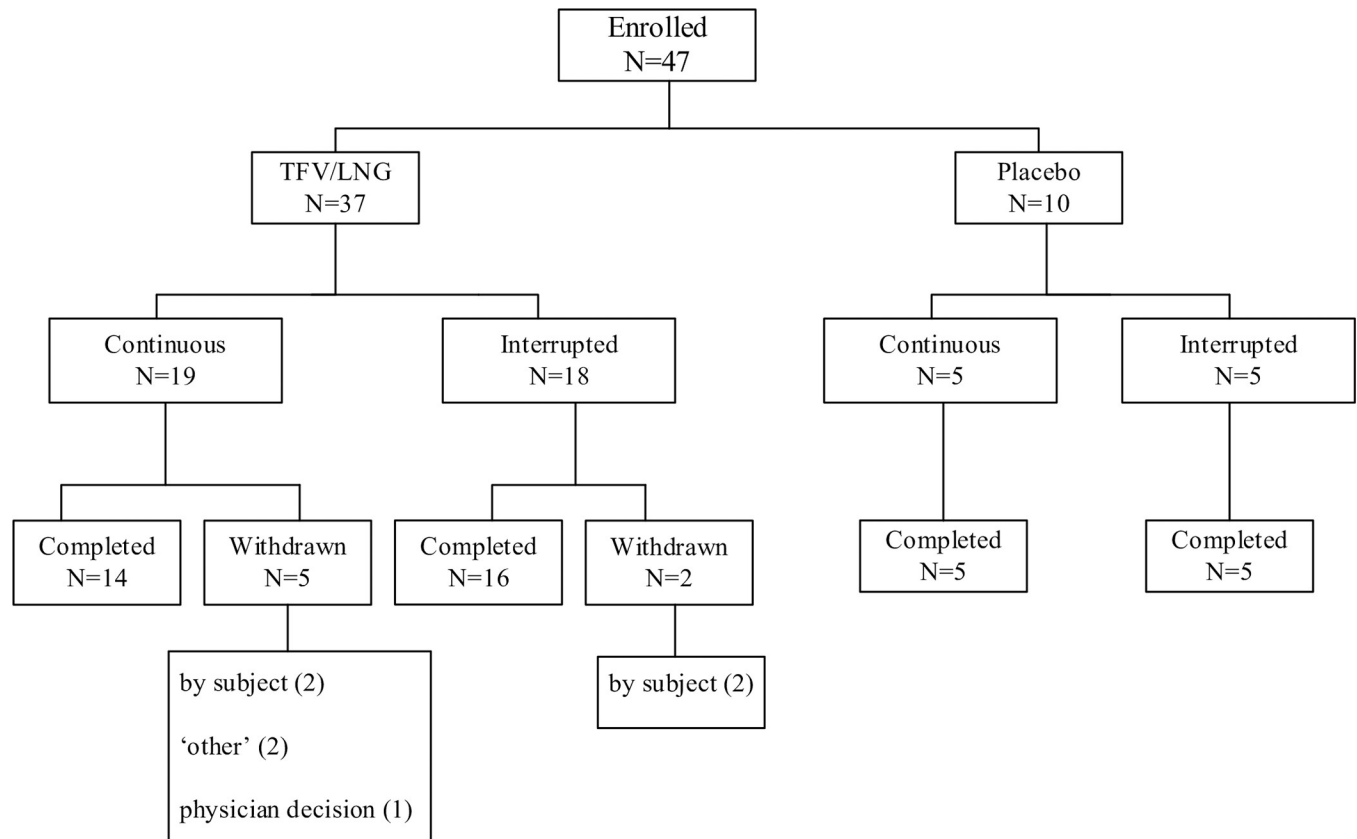 Enrolled
N=47
TFV/LNG
N=37
Placebo
N=10
Continuous
N=19
Interrupted
N=18
Continuous
N=5
Interrupted
N=5
Completed
N=14
Withdrawn
N=5
Completed
N=16
Withdrawn
N=2
Completed
N=5
Completed
N=5
by subject (2)
‘other’ (2)
physician decision (1)
by subject (2)